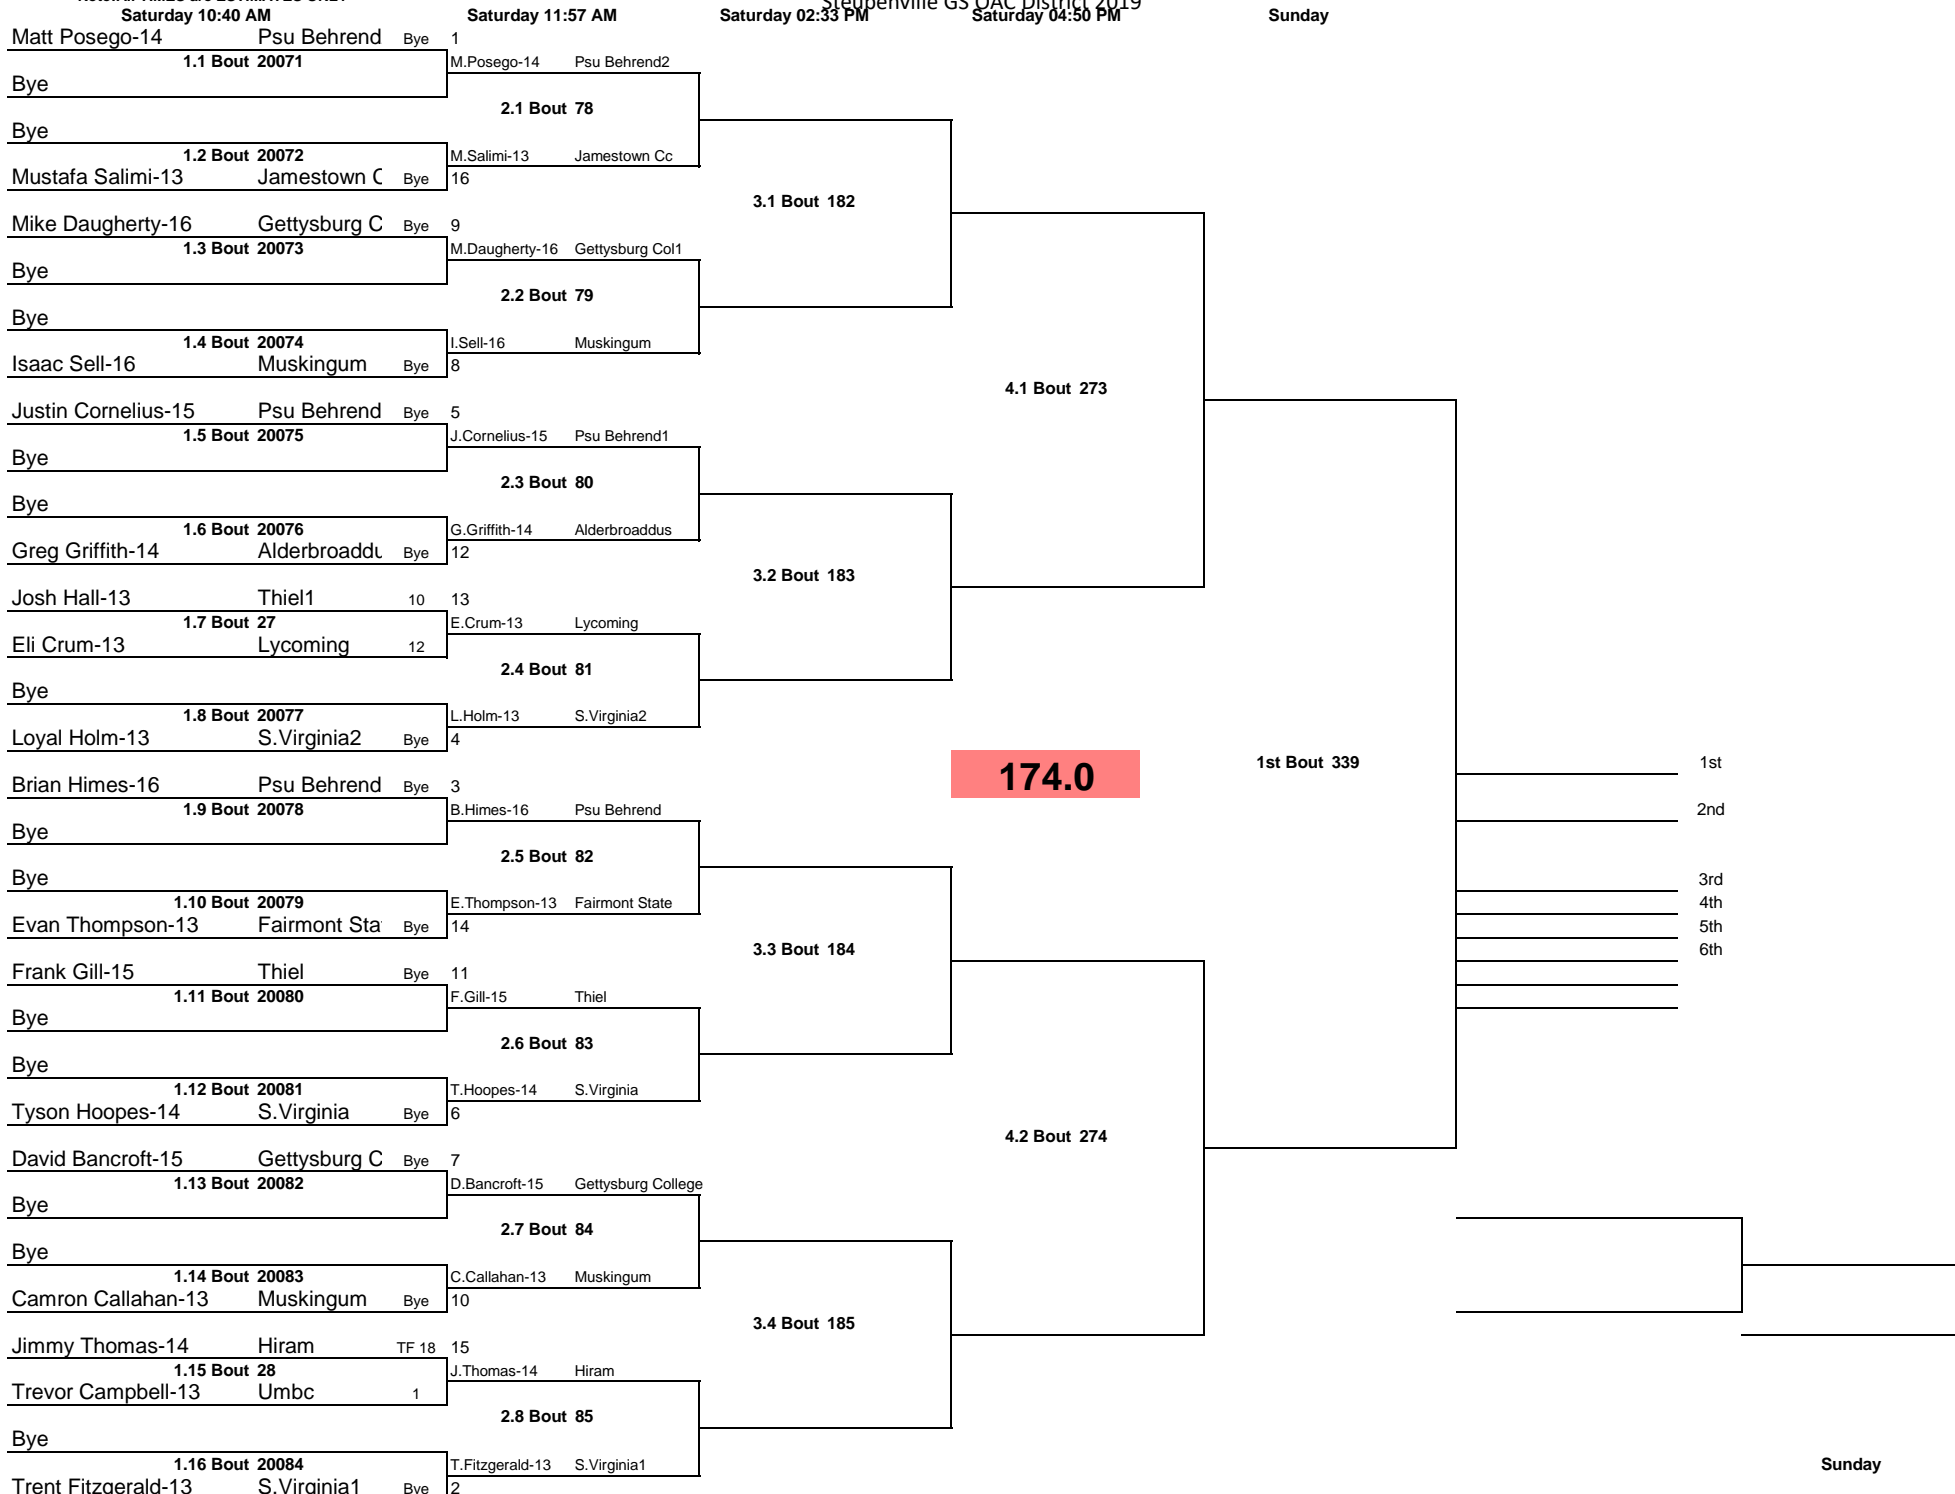 Steubenville GS OAC District 2019
Saturday 10:40 AM Saturday 11:57 AM Saturday 02:33 PM Saturday 04:50 PM Sunday
Matt Posego-14 Psu Behrend Bye 1
1.1 Bout 20071 M.Posego-14 Psu Behrend2
Bye
2.1 Bout 78
Bye
1.2 Bout 20072 M.Salimi-13 Jamestown Cc
Mustafa Salimi-13 Jamestown C Bye 16
3.1 Bout 182
Mike Daugherty-16 Gettysburg C Bye 9
1.3 Bout 20073 M.Daugherty-16 Gettysburg Col1
Bye
2.2 Bout 79
Bye
1.4 Bout 20074 I.Sell-16 Muskingum
Isaac Sell-16 Muskingum Bye 8
4.1 Bout 273
Justin Cornelius-15 Psu Behrend Bye 5
1.5 Bout 20075 J.Cornelius-15 Psu Behrend1
Bye
2.3 Bout 80
Bye
1.6 Bout 20076 G.Griffith-14 Alderbroaddus
Greg Griffith-14 Alderbroaddu Bye 12
3.2 Bout 183
Josh Hall-13 Thiel1 10 13
1.7 Bout 27 E.Crum-13 Lycoming
Eli Crum-13 Lycoming 12
2.4 Bout 81
Bye
1.8 Bout 20077 L.Holm-13 S.Virginia2
Loyal Holm-13 S.Virginia2 Bye 4
1st Bout 339 1st
174.0
Brian Himes-16 Psu Behrend Bye 3
1.9 Bout 20078 B.Himes-16 Psu Behrend 2nd
Bye
2.5 Bout 82
Bye 3rd
1.10 Bout 20079 E.Thompson-13 Fairmont State 4th
Evan Thompson-13 Fairmont Sta Bye 14 5th
3.3 Bout 184 6th
Frank Gill-15 Thiel Bye 11
1.11 Bout 20080 F.Gill-15 Thiel
Bye
2.6 Bout 83
Bye
1.12 Bout 20081 T.Hoopes-14 S.Virginia
Tyson Hoopes-14 S.Virginia Bye 6
4.2 Bout 274
David Bancroft-15 Gettysburg C Bye 7
1.13 Bout 20082 D.Bancroft-15 Gettysburg College
Bye
2.7 Bout 84
Bye
1.14 Bout 20083 C.Callahan-13 Muskingum
Camron Callahan-13 Muskingum Bye 10
3.4 Bout 185
Jimmy Thomas-14 Hiram TF 18 15
1.15 Bout 28 J.Thomas-14 Hiram
Trevor Campbell-13 Umbc 1
2.8 Bout 85
Bye
1.16 Bout 20084 T.Fitzgerald-13 S.Virginia1 Sunday
Trent Fitzgerald-13 S.Virginia1 Bye 2